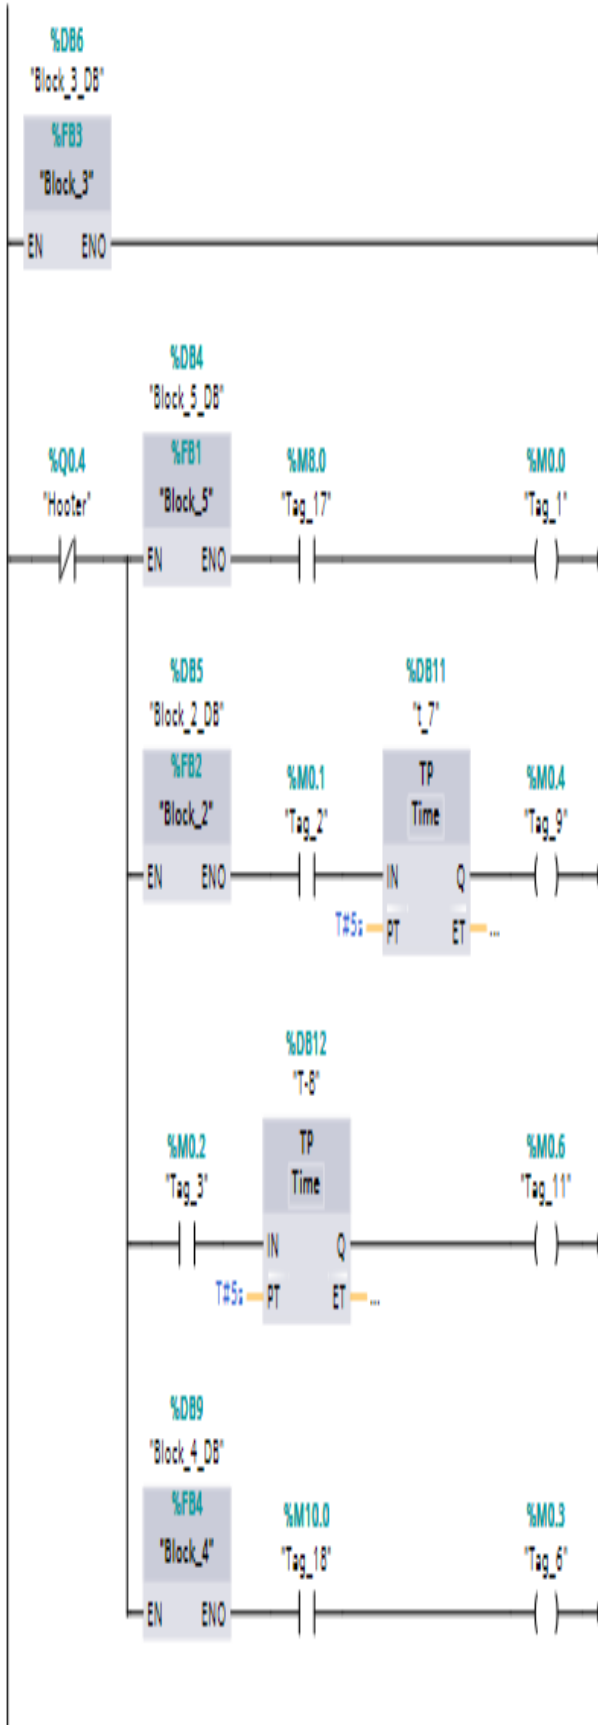 %DB6
"Block_3_DB"
%FB3
"Block_3"
EN ENO
%DB4
"Block_5_DB"
%Q0.4 %FB1 %M8.0 %M0.0
"Hooter" "Block_5" "Tag_17" "Tag_1"
EN ENO
%DB5 %DB11
"Block_2_DB" "t_7"
%FB2 %M0.1 TP %M0.4
"Block_2" "Tag_2" Time "Tag_9"
EN ENO IN Q
T#5s PT ET ...
%DB12
"T-8"
%M0.2 TP %M0.6
"Tag_3" Time "Tag_11"
IN Q
T#5s PT ET ...
%DB9
"Block_4_DB"
%FB4 %M10.0 %M0.3
"Block_4" "Tag_18" "Tag_6"
EN ENO